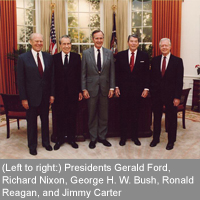 (Left to right:) Presidents Gerald Ford,
Richard Nixon, George H. W. Bush, Ronald
Reagan, and Jimmy Carter